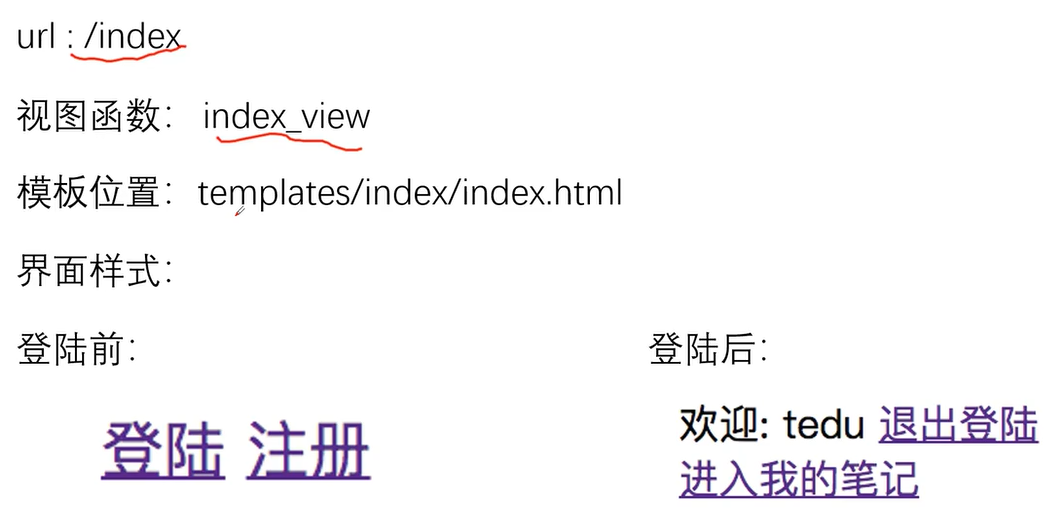 url : /index
视图函数： index_view
模板位置：templates/index/index.html
界面样式：
登陆前：
登陆 注册
登陆后：
欢迎: tedu 退出登陆
进入我的笔记